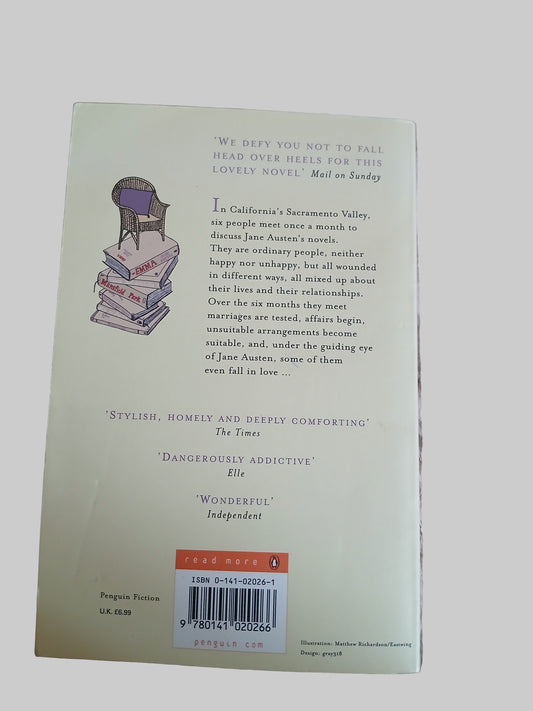 'WE DEFY YOU NOT TO FALL
HEAD OVER HEELS FOR THIS
LOVELY NOVEL' Mail on Sunday
In California's Sacramento Valley,
six people meet once a month to
discuss Jane Austen's novels.
They are ordinary people, neither
happy nor unhappy, but all wounded
in different ways, all mixed up about
their lives and their relationships.
Over the six months they meet
marriages are tested, affairs begin,
unsuitable arrangements become
suitable, and, under the guiding eye
of Jane Austen, some of them
even fall in love ...
EMMA
Mansfield Park
'STYLISH, HOMELY AND DEEPLY COMFORTING'
The Times
'DANGEROUSLY ADDICTIVE'
Elle
'WONDERFUL'
Independent
read more
ISBN 0-141-02026-1
9 780141 020266
penguin.com
Penguin Fiction
U.K. £6.99
Illustration: Matthew Richardson/Eastwing
Design: gray318